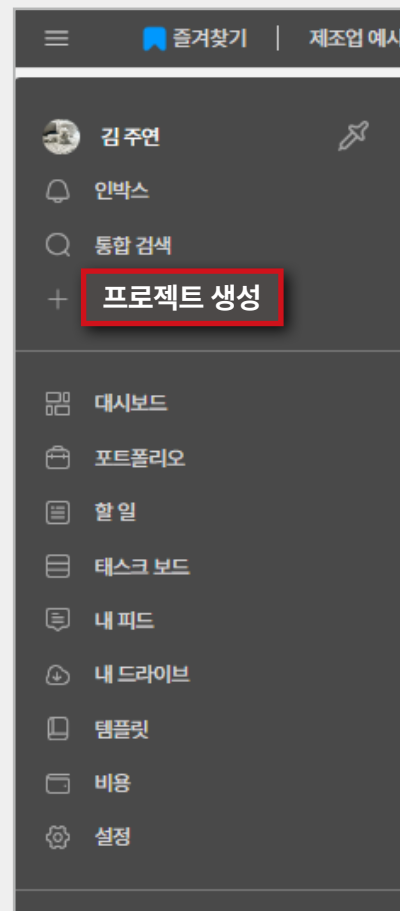 즐겨찾기 제조업 예시
김 주연
인박스
통합 검색
프로젝트 생성
대시보드
포트폴리오
할 일
태스크 보드
내 피드
내 드라이브
템플릿
비용
설정